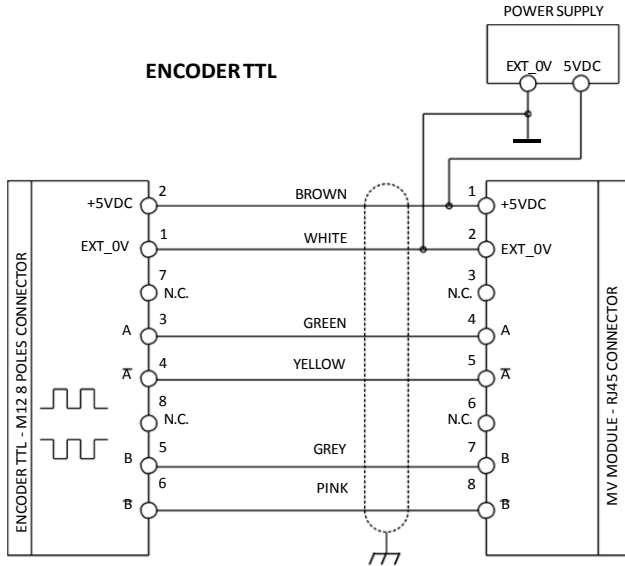 POWER SUPPLY
EXT_0V 5VDC
ENCODER TTL
ENCODER TTL - M12 8 POLES CONNECTOR
+5VDC 2 BROWN 1 +5VDC
EXT_0V 1 WHITE 2 EXT_0V
7 N.C. 3 N.C.
A 3 GREEN 4 A
A̅ 4 YELLOW 5 A̅
8 N.C. 6 N.C.
B 5 GREY 7 B
B̅ 6 PINK 8 B̅
MV MODULE - RJ45 CONNECTOR